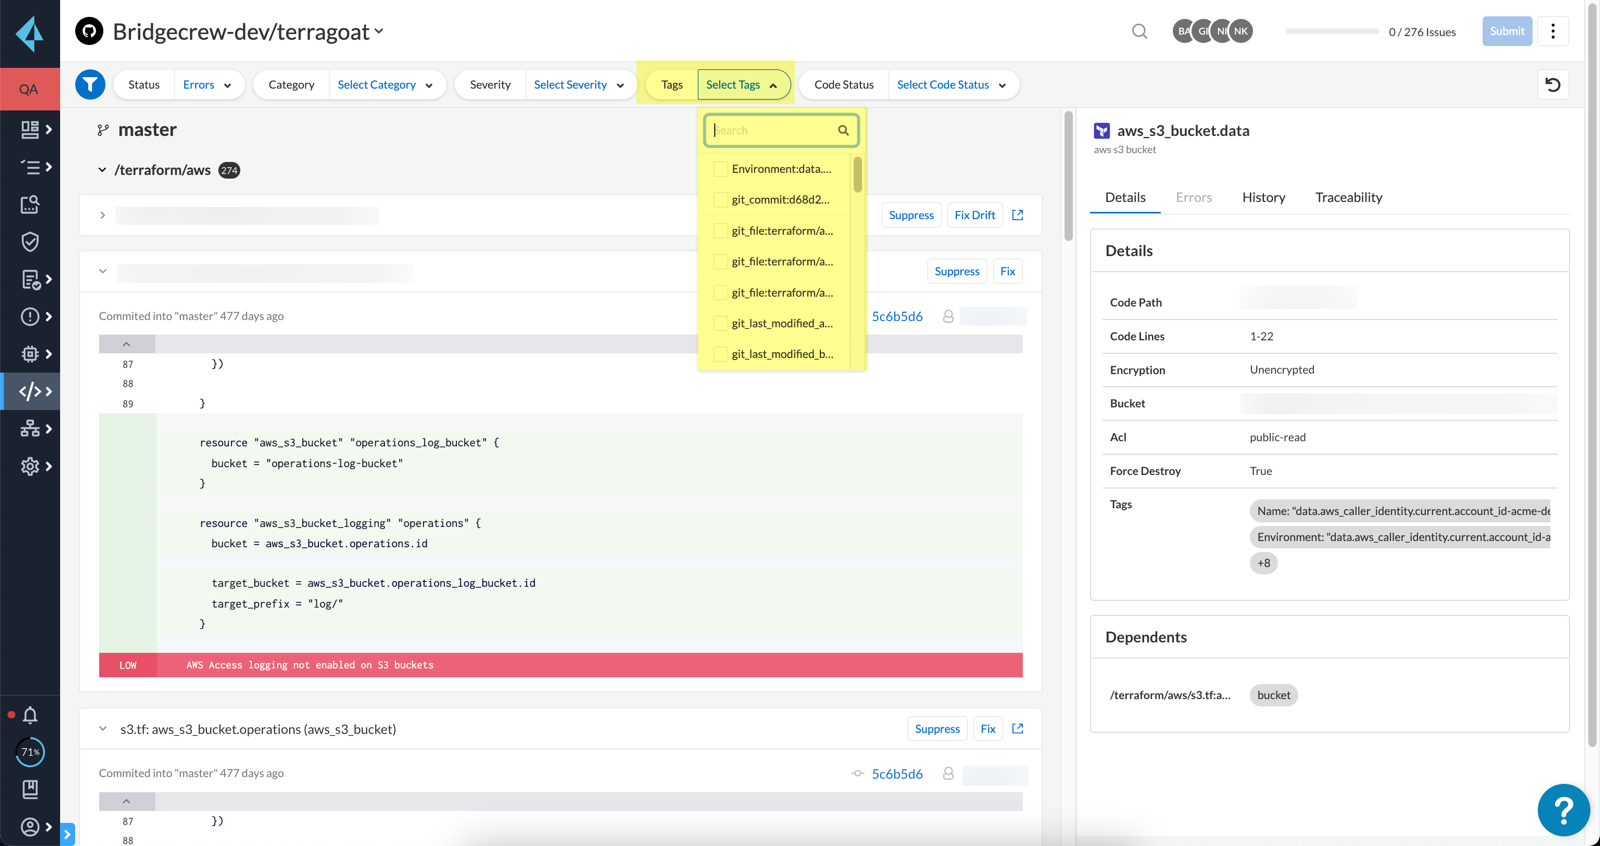 Bridgecrew-dev/terragoat
BA GI NI NK
0 / 276 Issues
Submit
QA
Status
Errors
Category
Select Category
Severity
Select Severity
Tags
Select Tags
Code Status
Select Code Status
master
Search
/terraform/aws 274
Environment:data....
git_commit:d68d2...
git_file:terraform/a...
git_file:terraform/a...
git_file:terraform/a...
git_last_modified_a...
git_last_modified_b...
Suppress
Fix Drift
Suppress
Fix
Commited into "master" 477 days ago
5c6b5d6
87 })
88
89 }
resource "aws_s3_bucket" "operations_log_bucket" {
bucket = "operations-log-bucket"
}
resource "aws_s3_bucket_logging" "operations" {
bucket = aws_s3_bucket.operations.id
target_bucket = aws_s3_bucket.operations_log_bucket.id
target_prefix = "log/"
}
LOW AWS Access logging not enabled on S3 buckets
s3.tf: aws_s3_bucket.operations (aws_s3_bucket)
Suppress
Fix
Commited into "master" 477 days ago
5c6b5d6
87 })
88
71%
aws_s3_bucket.data
aws s3 bucket
Details
Errors
History
Traceability
Details
Code Path
Code Lines 1-22
Encryption Unencrypted
Bucket
Acl public-read
Force Destroy True
Tags
Name: "data.aws_caller_identity.current.account_id-acme-de
Environment: "data.aws_caller_identity.current.account_id-a
+8
Dependents
/terraform/aws/s3.tf:a... bucket
?